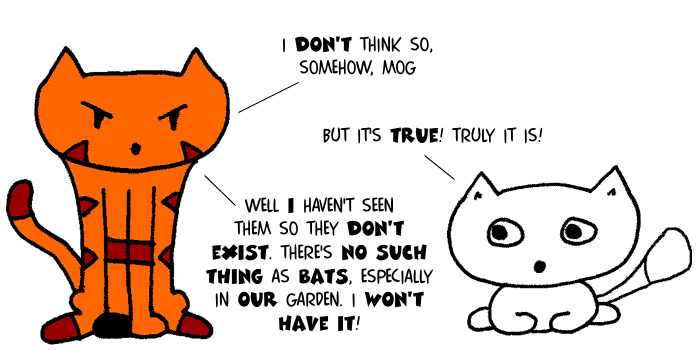 I DON'T THINK SO,
SOMEHOW, MOG
BUT IT'S TRUE! TRULY IT IS!
WELL I HAVEN'T SEEN
THEM SO THEY DON'T
EXIST. THERE'S NO SUCH
THING AS BATS, ESPECIALLY
IN OUR GARDEN. I WON'T
HAVE IT!